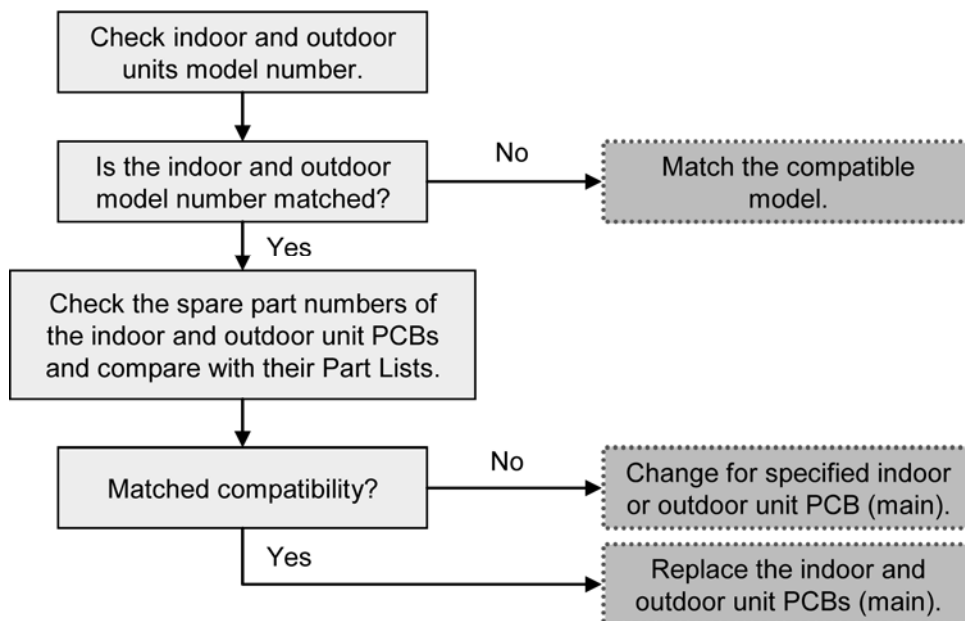 Check indoor and outdoor
units model number.
Is the indoor and outdoor
model number matched?
No
Match the compatible
model.
Yes
Check the spare part numbers of
the indoor and outdoor unit PCBs
and compare with their Part Lists.
Matched compatibility?
No
Change for specified indoor
or outdoor unit PCB (main).
Yes
Replace the indoor and
outdoor unit PCBs (main).